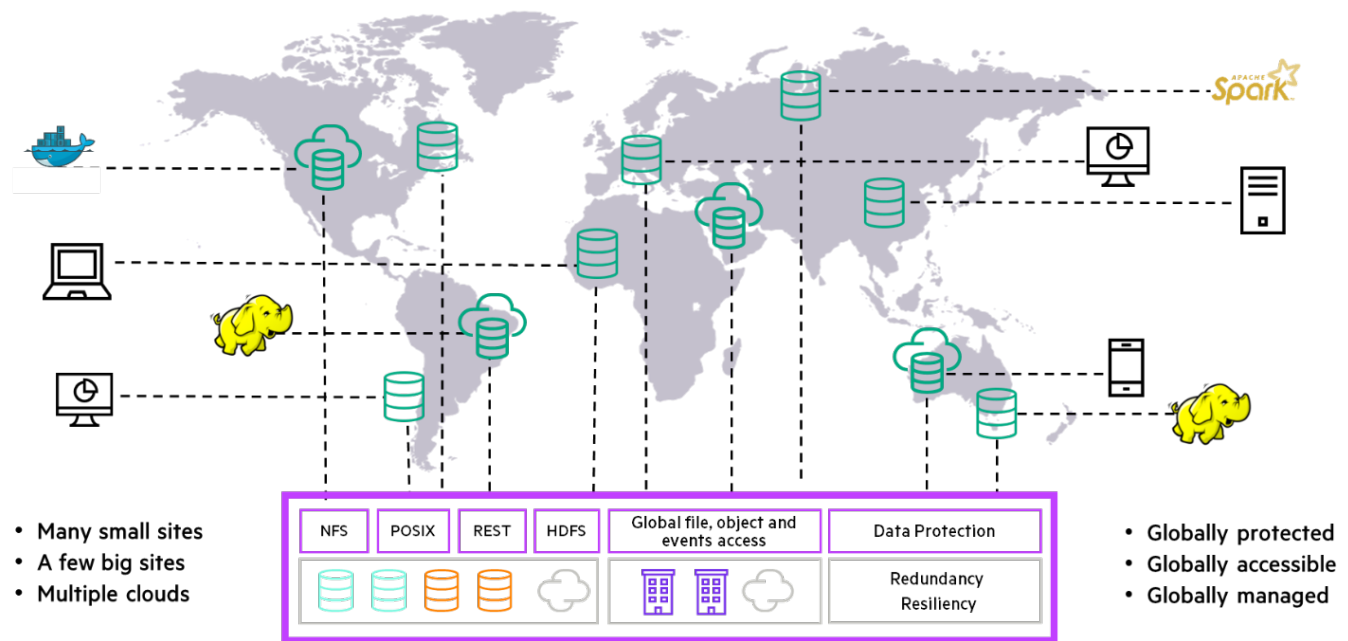 APACHE
Spark
NFS
POSIX
REST
HDFS
Global file, object and
events access
Data Protection
Redundancy
Resiliency
• Many small sites
• A few big sites
• Multiple clouds
• Globally protected
• Globally accessible
• Globally managed